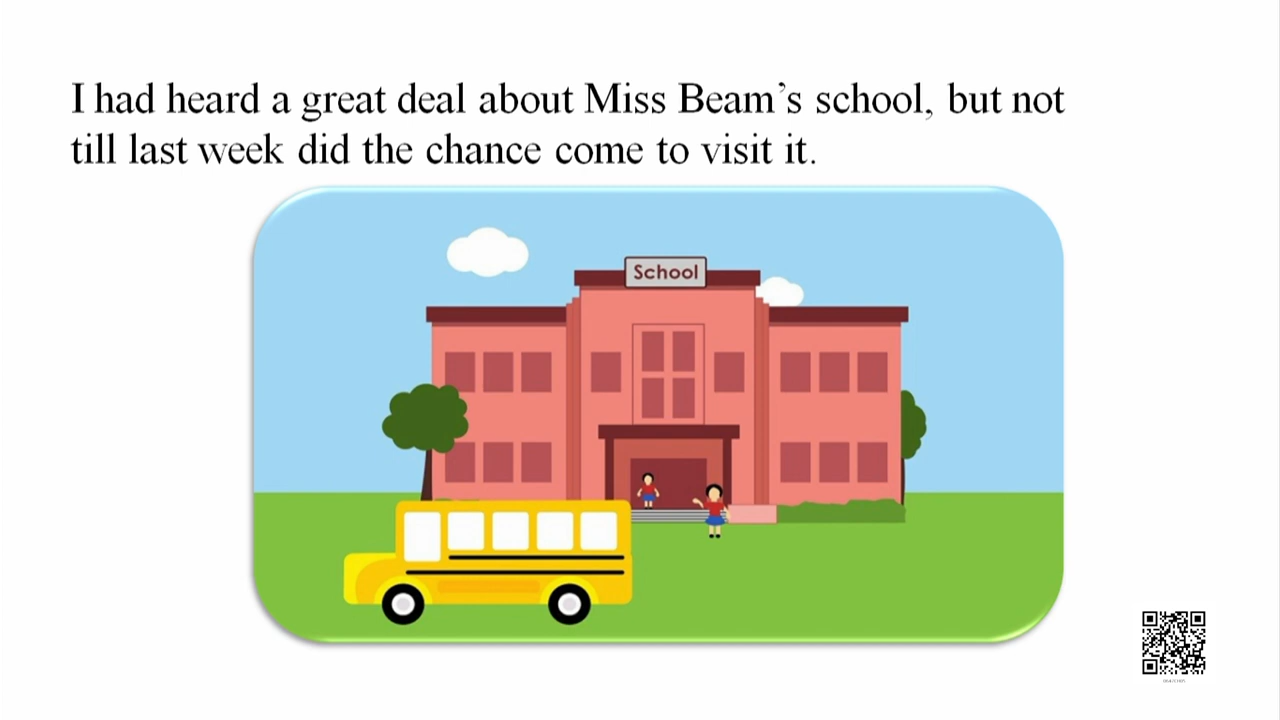 I had heard a great deal about Miss Beam's school, but not
till last week did the chance come to visit it.
School